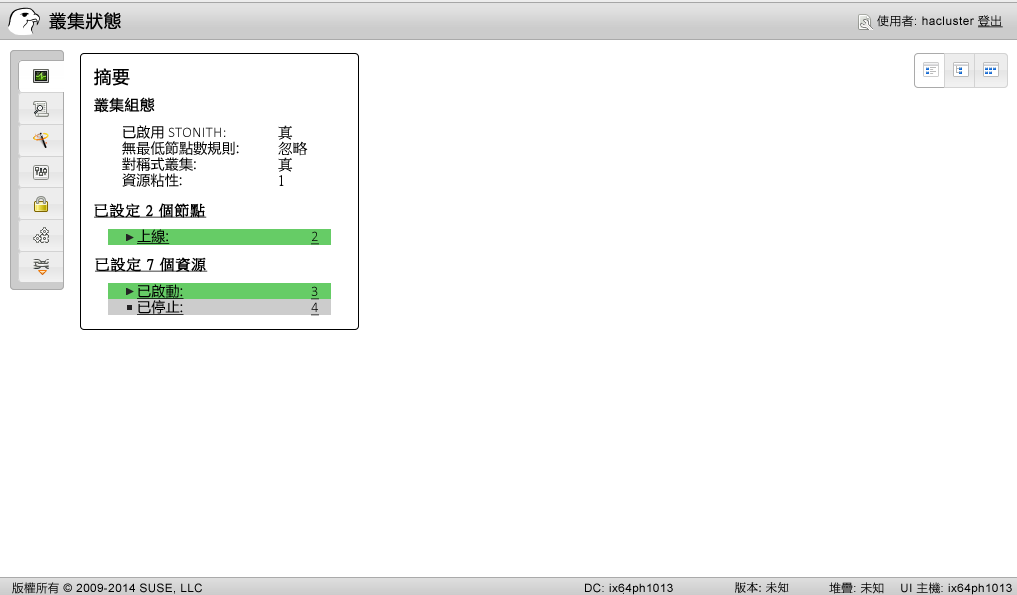 叢集狀態
使用者: hacluster 登出
摘要
叢集組態
已啟用 STONITH: 真
無最低節點數規則: 忽略
對稱式叢集: 真
資源粘性: 1
已設定 2 個節點
上線: 2
已設定 7 個資源
已啟動: 3
已停止: 4
版權所有 © 2009-2014 SUSE, LLC DC: ix64ph1013 版本: 未知 堆疊: 未知 UI 主機: ix64ph1013